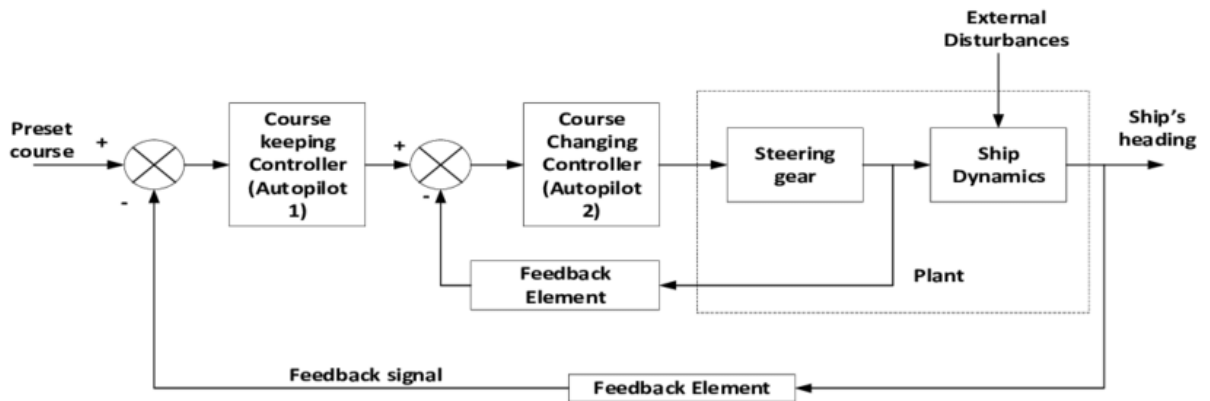 External
Disturbances
Preset
course
+
-
Course
keeping
Controller
(Autopilot
1)
+
-
Course
Changing
Controller
(Autopilot
2)
Steering
gear
Ship
Dynamics
Ship's
heading
Feedback
Element
Plant
Feedback signal
Feedback Element